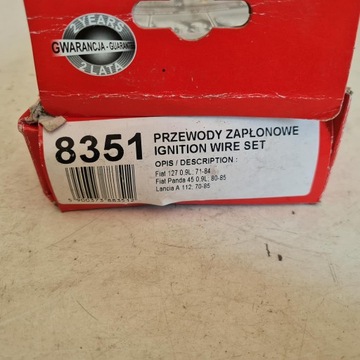 2 YEARS
GWARANCJA - GUARANTEE
2 LATA
8351
PRZEWODY ZAPŁONOWE
IGNITION WIRE SET
OPIS / DESCRIPTION :
Fiat 127 0.9L; 71-84
Fiat Panda 45 0.9L; 80-85
Lancia A 112; 70-85